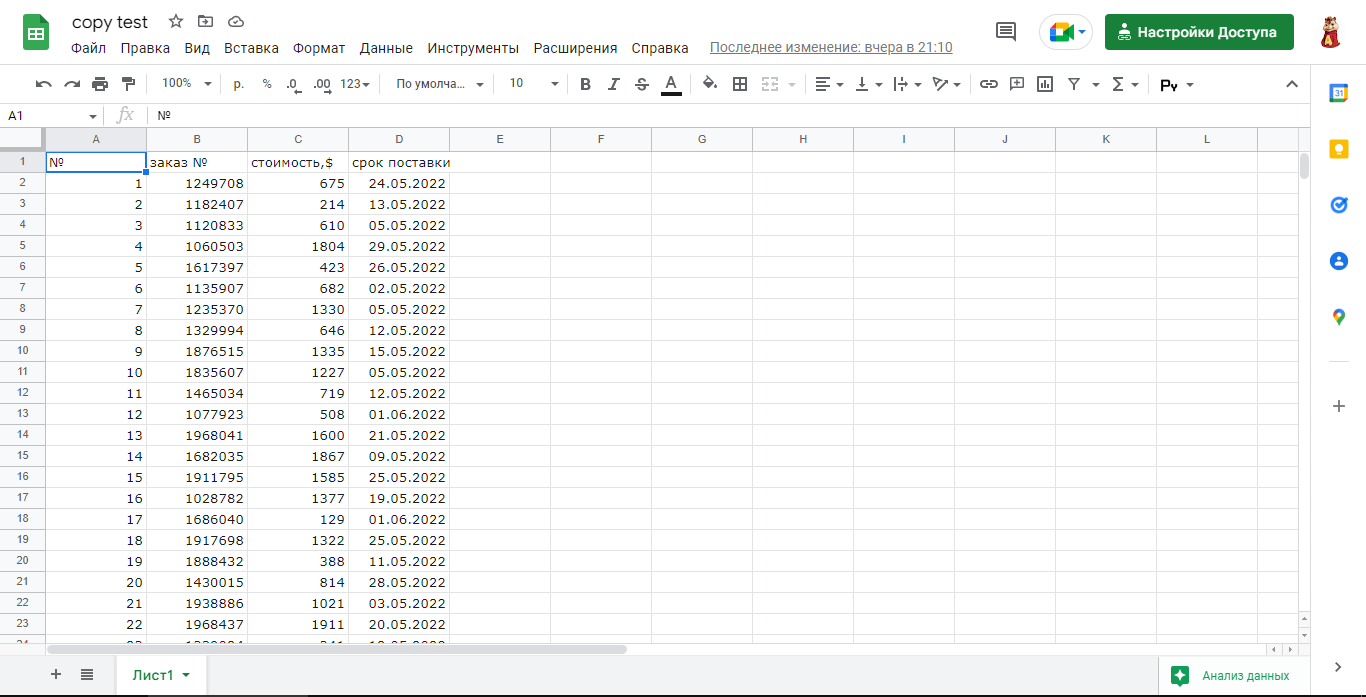 copy test
Файл Правка Вид Вставка Формат Данные Инструменты Расширения Справка Последнее изменение: вчера в 21:10
Настройки Доступа
100% р. % .0 .00 123 По умолча... 10 B I S A Σ Ру
31
A1 fx №
A B C D E F G H I J K L
1 № заказ № стоимость,$ срок поставки
2 1 1249708 675 24.05.2022
3 2 1182407 214 13.05.2022
4 3 1120833 610 05.05.2022
5 4 1060503 1804 29.05.2022
6 5 1617397 423 26.05.2022
7 6 1135907 682 02.05.2022
8 7 1235370 1330 05.05.2022
9 8 1329994 646 12.05.2022
10 9 1876515 1335 15.05.2022
11 10 1835607 1227 05.05.2022
12 11 1465034 719 12.05.2022
13 12 1077923 508 01.06.2022
14 13 1968041 1600 21.05.2022
15 14 1682035 1867 09.05.2022
16 15 1911795 1585 25.05.2022
17 16 1028782 1377 19.05.2022
18 17 1686040 129 01.06.2022
19 18 1917698 1322 25.05.2022
20 19 1888432 388 11.05.2022
21 20 1430015 814 28.05.2022
22 21 1938886 1021 03.05.2022
23 22 1968437 1911 20.05.2022
Лист1
Анализ данных